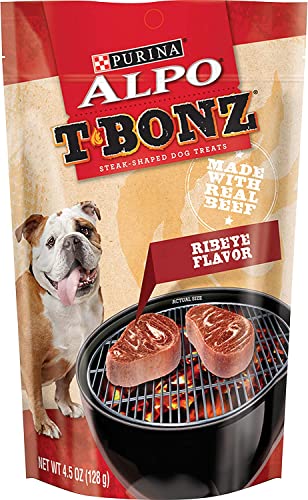 PURINA®
ALPO
T BONZ®
STEAK-SHAPED DOG TREATS
MADE
WITH
REAL
BEEF
RIBEYE
FLAVOR
ACTUAL SIZE
NET WT 4.5 OZ (128 g)